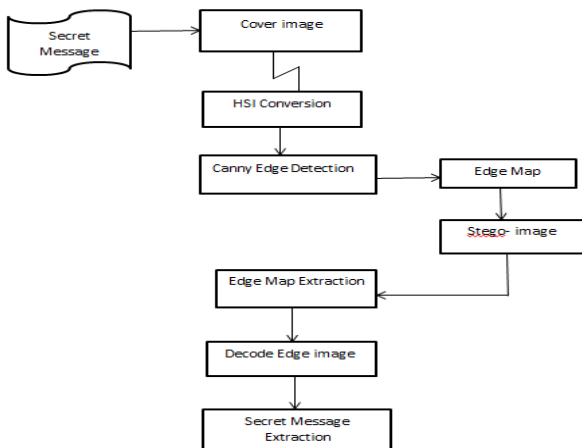 Secret
Message
Cover image
HSI Conversion
Canny Edge Detection
Edge Map
Stego- image
Edge Map Extraction
Decode Edge image
Secret Message
Extraction